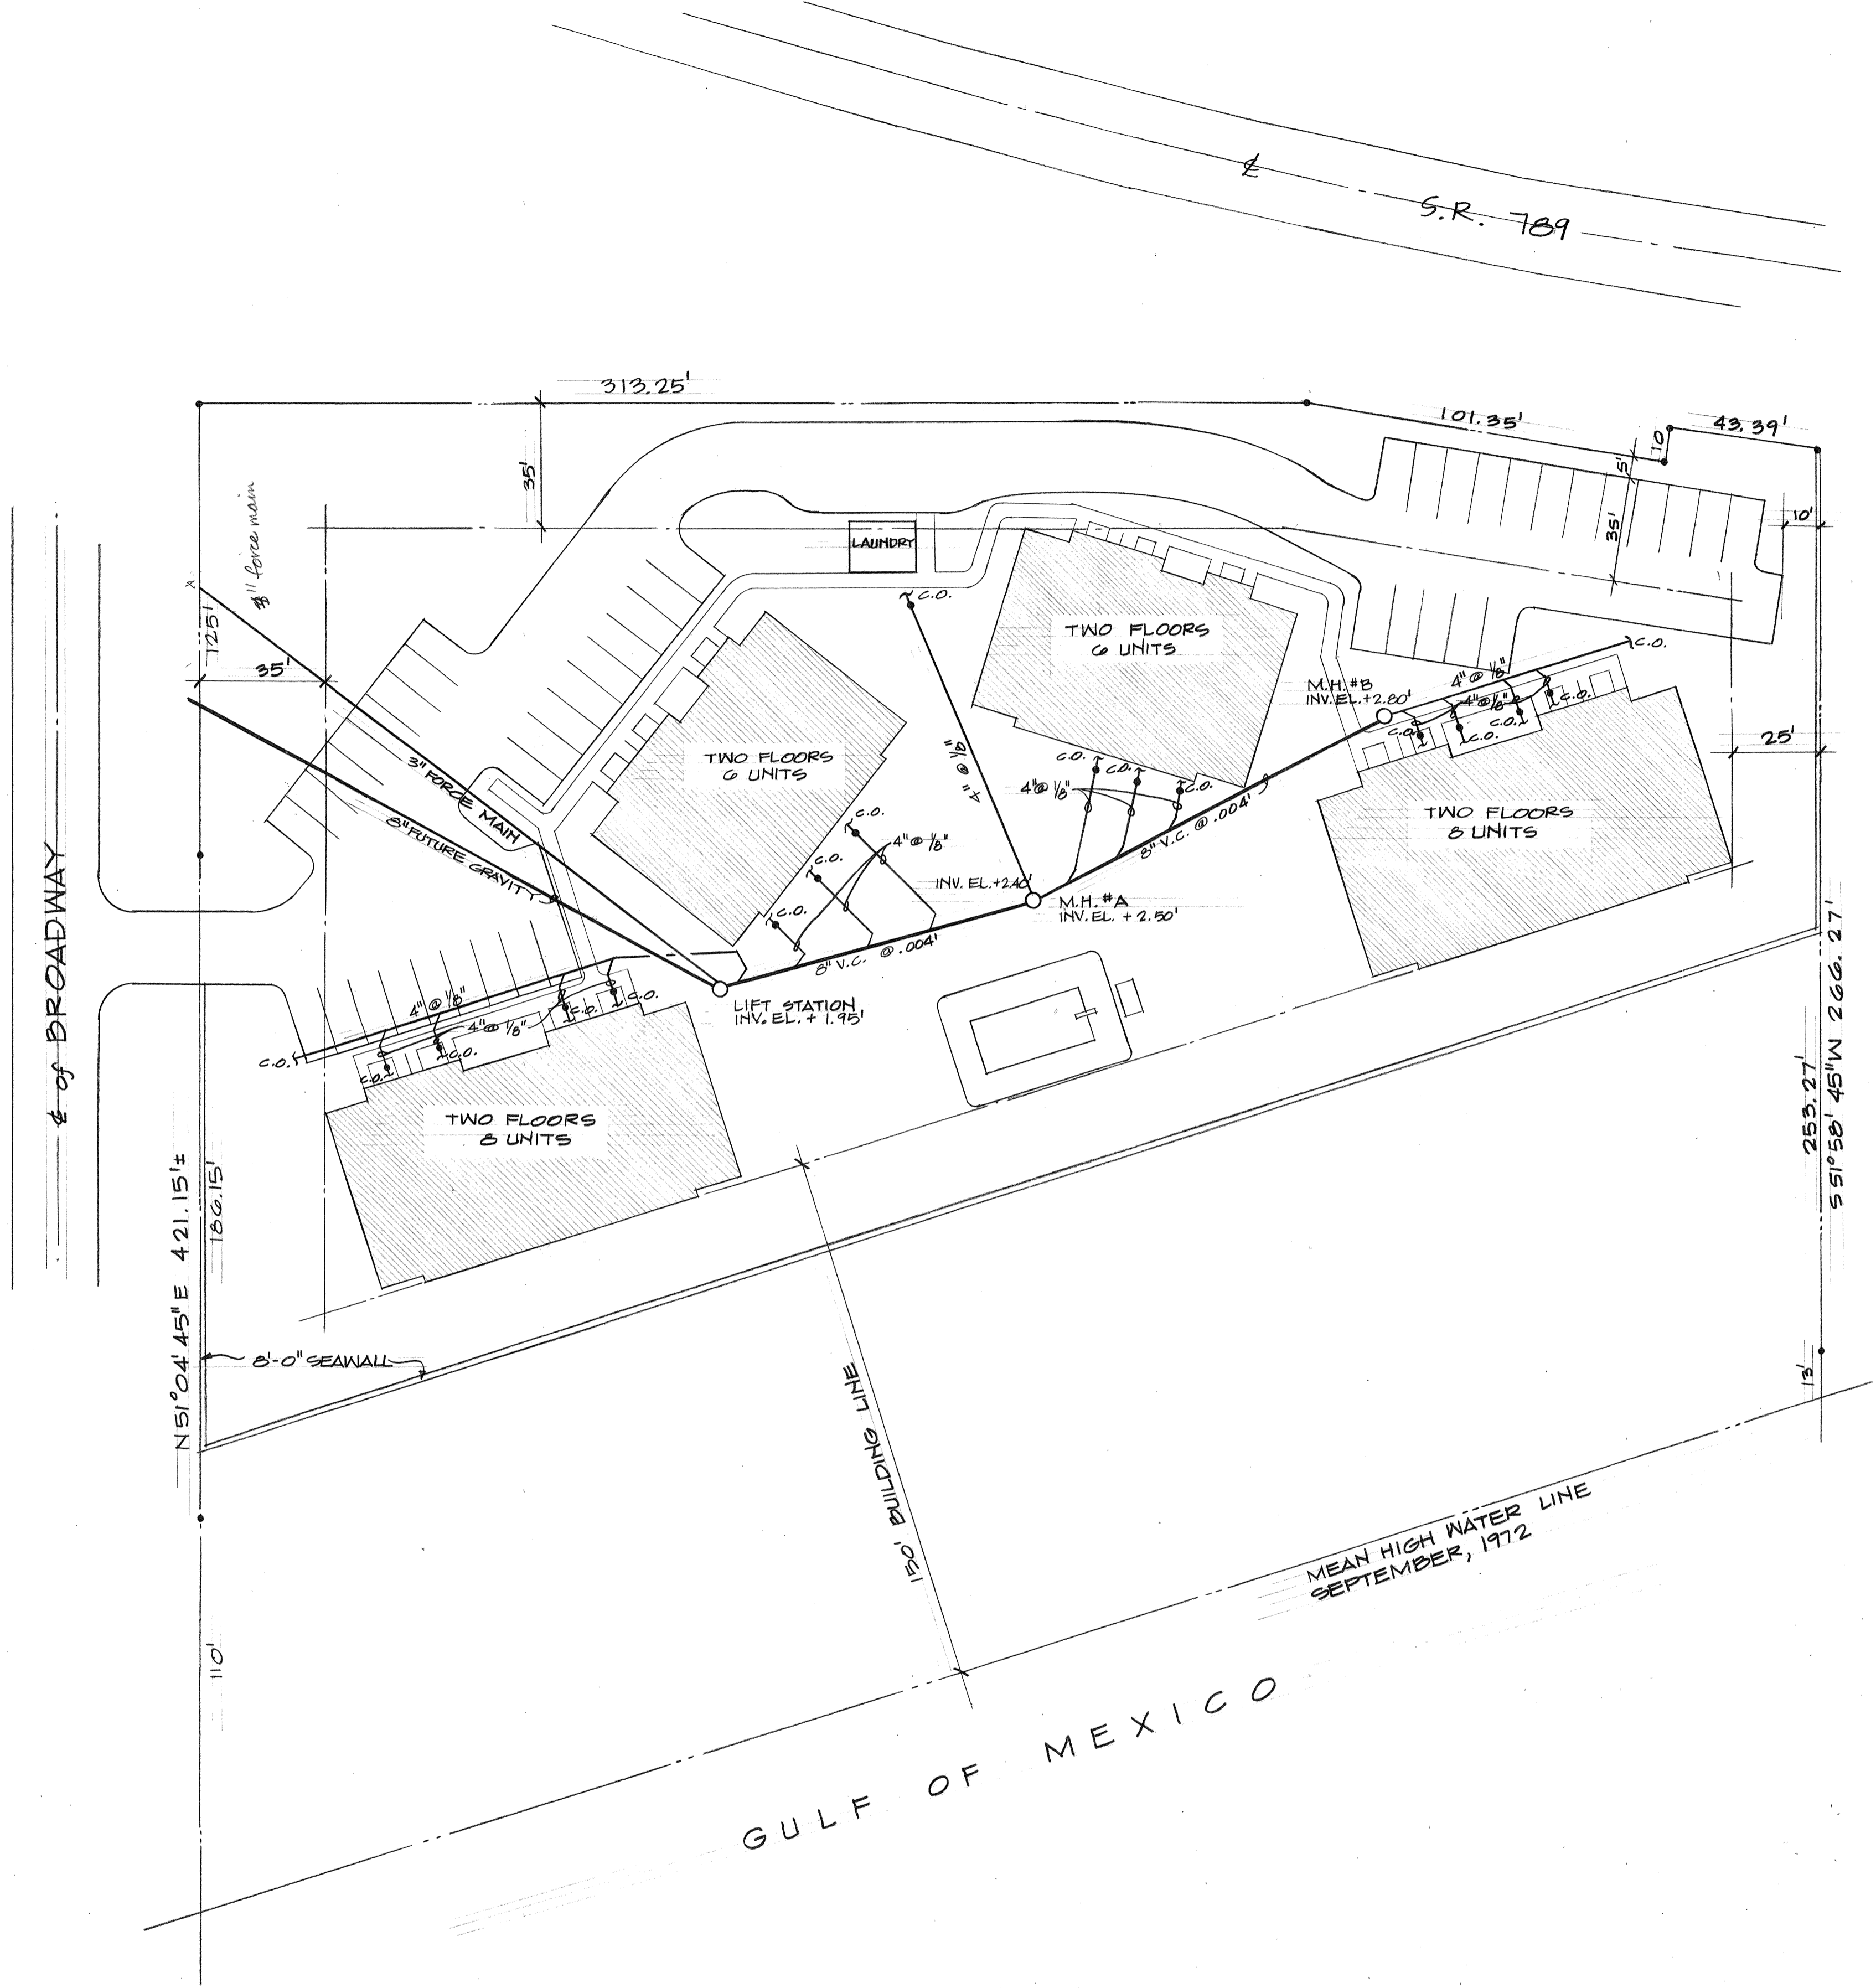 ℄
S.R. 789
313.25'
101.35'
10
43.39'
35'
5'
35'
10'
3" force main
LAUNDRY
C.O.
125'
35'
TWO FLOORS
6 UNITS
C.O.
4" @ 1/8"
M.H. #B
INV. EL. +2.80'
4" @ 1/8"
C.O.
C.O.
C.O.
C.O.
25'
TWO FLOORS
6 UNITS
4" @ 1/8"
C.O.
C.O.
C.O.
4" @ 1/8"
3" FORCE MAIN
8" FUTURE GRAVITY
C.O.
C.O.
C.O.
4" @ 1/8"
8" V.C. @ .004'
TWO FLOORS
8 UNITS
INV. EL. +2.40'
M.H. #A
INV. EL. + 2.50'
8" V.C. @ .004'
℄ of BROADWAY
LIFT STATION
INV. EL. + 1.95'
4" @ 1/8"
4" @ 1/8"
C.O.
C.O.
C.O.
C.O.
C.O.
TWO FLOORS
8 UNITS
253.27'
S 51° 58' 45" W 266.27'
N 51° 04' 45" E 421.15'±
186.15'
8'-0" SEAWALL
150' BUILDING LINE
13'
MEAN HIGH WATER LINE
SEPTEMBER, 1972
110'
GULF OF MEXICO